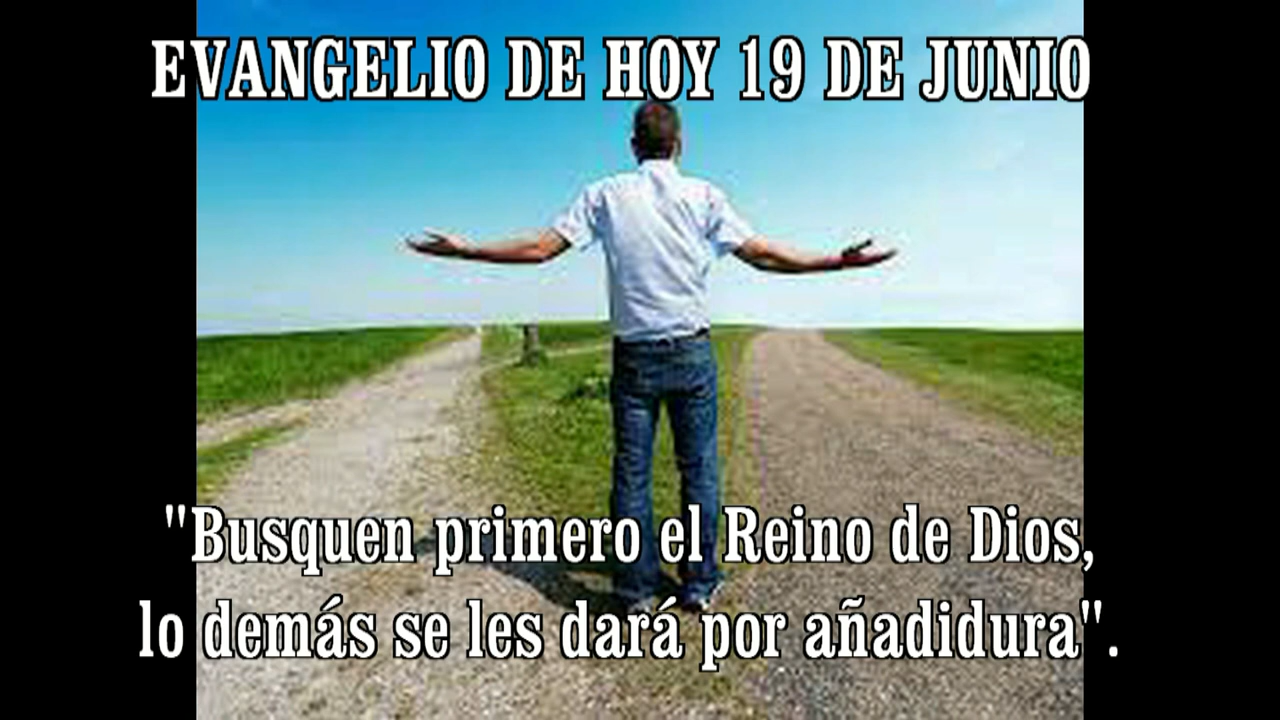 EVANGELIO DE HOY 19 DE JUNIO
"Busquen primero el Reino de Dios,
lo demás se les dará por añadidura".